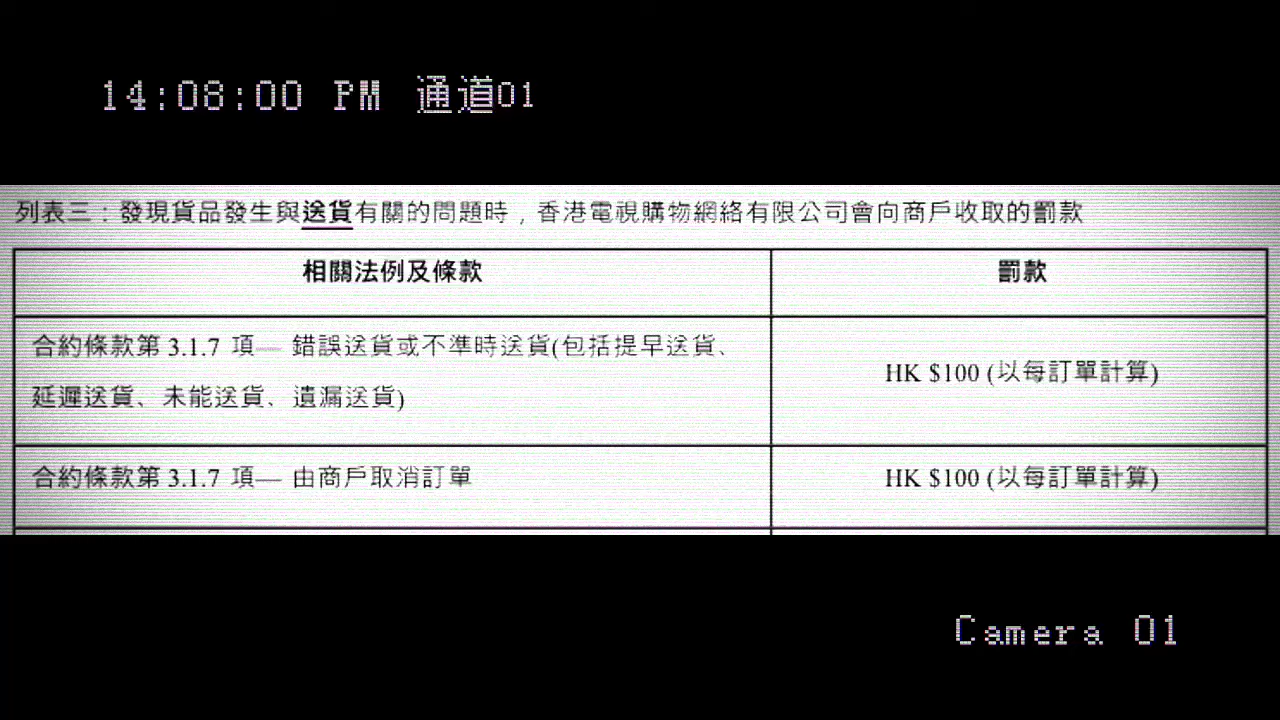 14:08:00 PM 通道01
列表三：發現貨品發生與送貨有關的問題時，香港電視購物網絡有限公司會向商戶收取的罰款
相關法例及條款
罰款
合約條款第 3.1.7 項— 錯誤送貨或不準時送貨(包括提早送貨、
延遲送貨、未能送貨、遺漏送貨)
HK $100 (以每訂單計算)
合約條款第 3.1.7 項— 由商戶取消訂單
HK $100 (以每訂單計算)
Camera 01